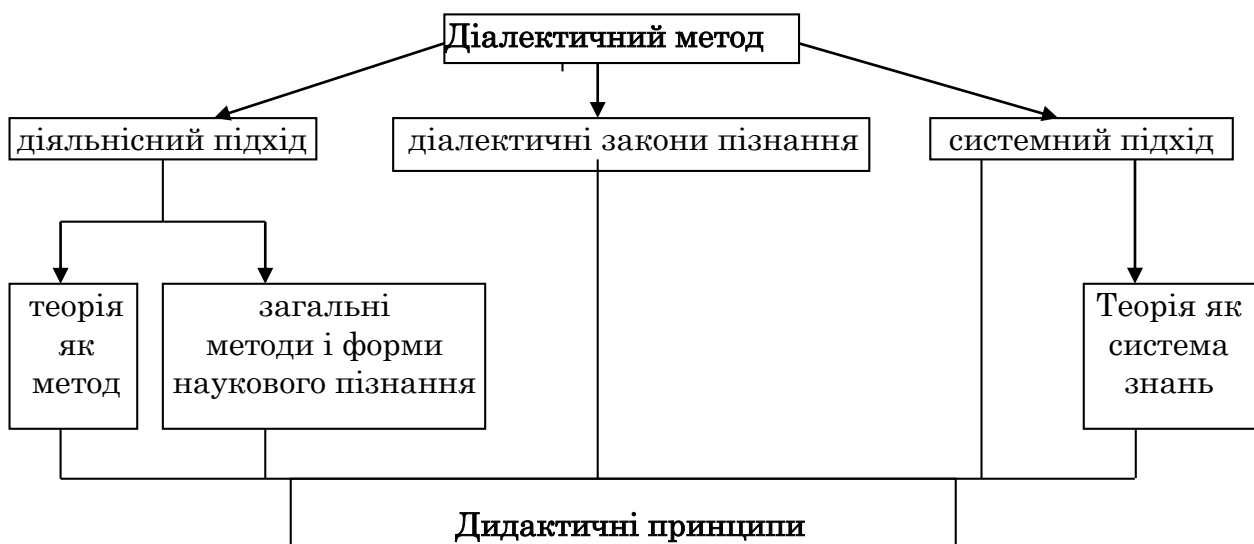 Діалектичний метод
діяльнісний підхід
діалектичні закони пізнання
системний підхід
теорія
як
метод
загальні
методи і форми
наукового пізнання
Теорія як
система
знань
Дидактичні принципи